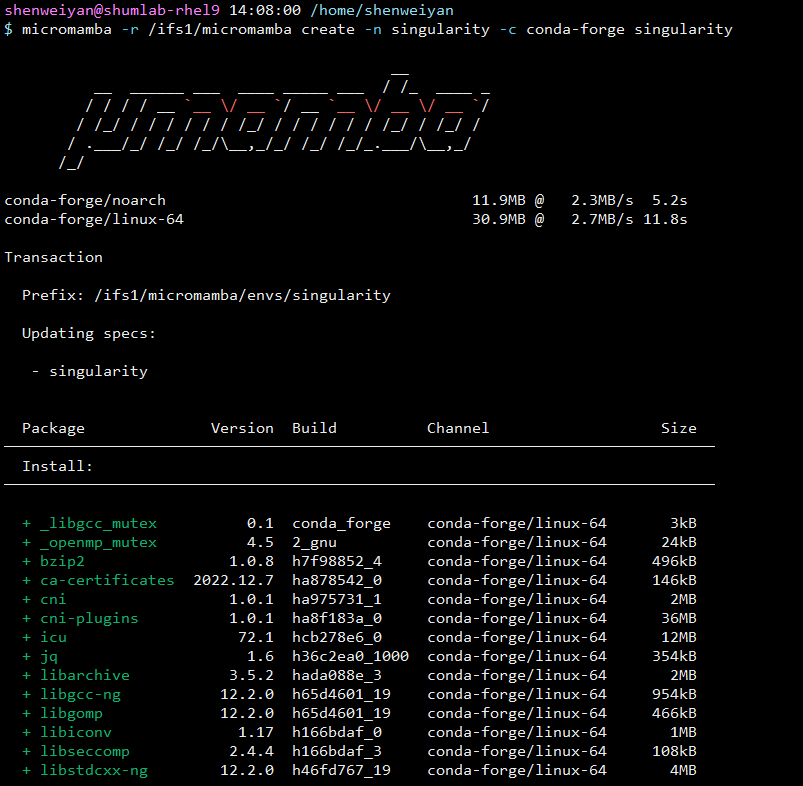 shenweiyan@shumlab-rhel9 14:08:00 /home/shenweiyan
$ micromamba -r /ifs1/micromamba create -n singularity -c conda-forge singularity
                                           __
          __  ______ ___  ____ _____ ___  / /_  ____ _
         / / / / __ `__ \/ __ `/ __ `__ \/ __ \/ __ `/
        / /_/ / / / / / / /_/ / / / / / / /_/ / /_/ /
       / .___/_/ /_/ /_/\__,_/_/ /_/ /_/_.___/\__,_/
      /_/
conda-forge/noarch 11.9MB @ 2.3MB/s 5.2s
conda-forge/linux-64 30.9MB @ 2.7MB/s 11.8s
Transaction
Prefix: /ifs1/micromamba/envs/singularity
Updating specs:
- singularity
Package Version Build Channel Size
Install:
+ _libgcc_mutex 0.1 conda_forge conda-forge/linux-64 3kB
+ _openmp_mutex 4.5 2_gnu conda-forge/linux-64 24kB
+ bzip2 1.0.8 h7f98852_4 conda-forge/linux-64 496kB
+ ca-certificates 2022.12.7 ha878542_0 conda-forge/linux-64 146kB
+ cni 1.0.1 ha975731_1 conda-forge/linux-64 2MB
+ cni-plugins 1.0.1 ha8f183a_0 conda-forge/linux-64 36MB
+ icu 72.1 hcb278e6_0 conda-forge/linux-64 12MB
+ jq 1.6 h36c2ea0_1000 conda-forge/linux-64 354kB
+ libarchive 3.5.2 hada088e_3 conda-forge/linux-64 2MB
+ libgcc-ng 12.2.0 h65d4601_19 conda-forge/linux-64 954kB
+ libgomp 12.2.0 h65d4601_19 conda-forge/linux-64 466kB
+ libiconv 1.17 h166bdaf_0 conda-forge/linux-64 1MB
+ libseccomp 2.4.4 h166bdaf_3 conda-forge/linux-64 108kB
+ libstdcxx-ng 12.2.0 h46fd767_19 conda-forge/linux-64 4MB